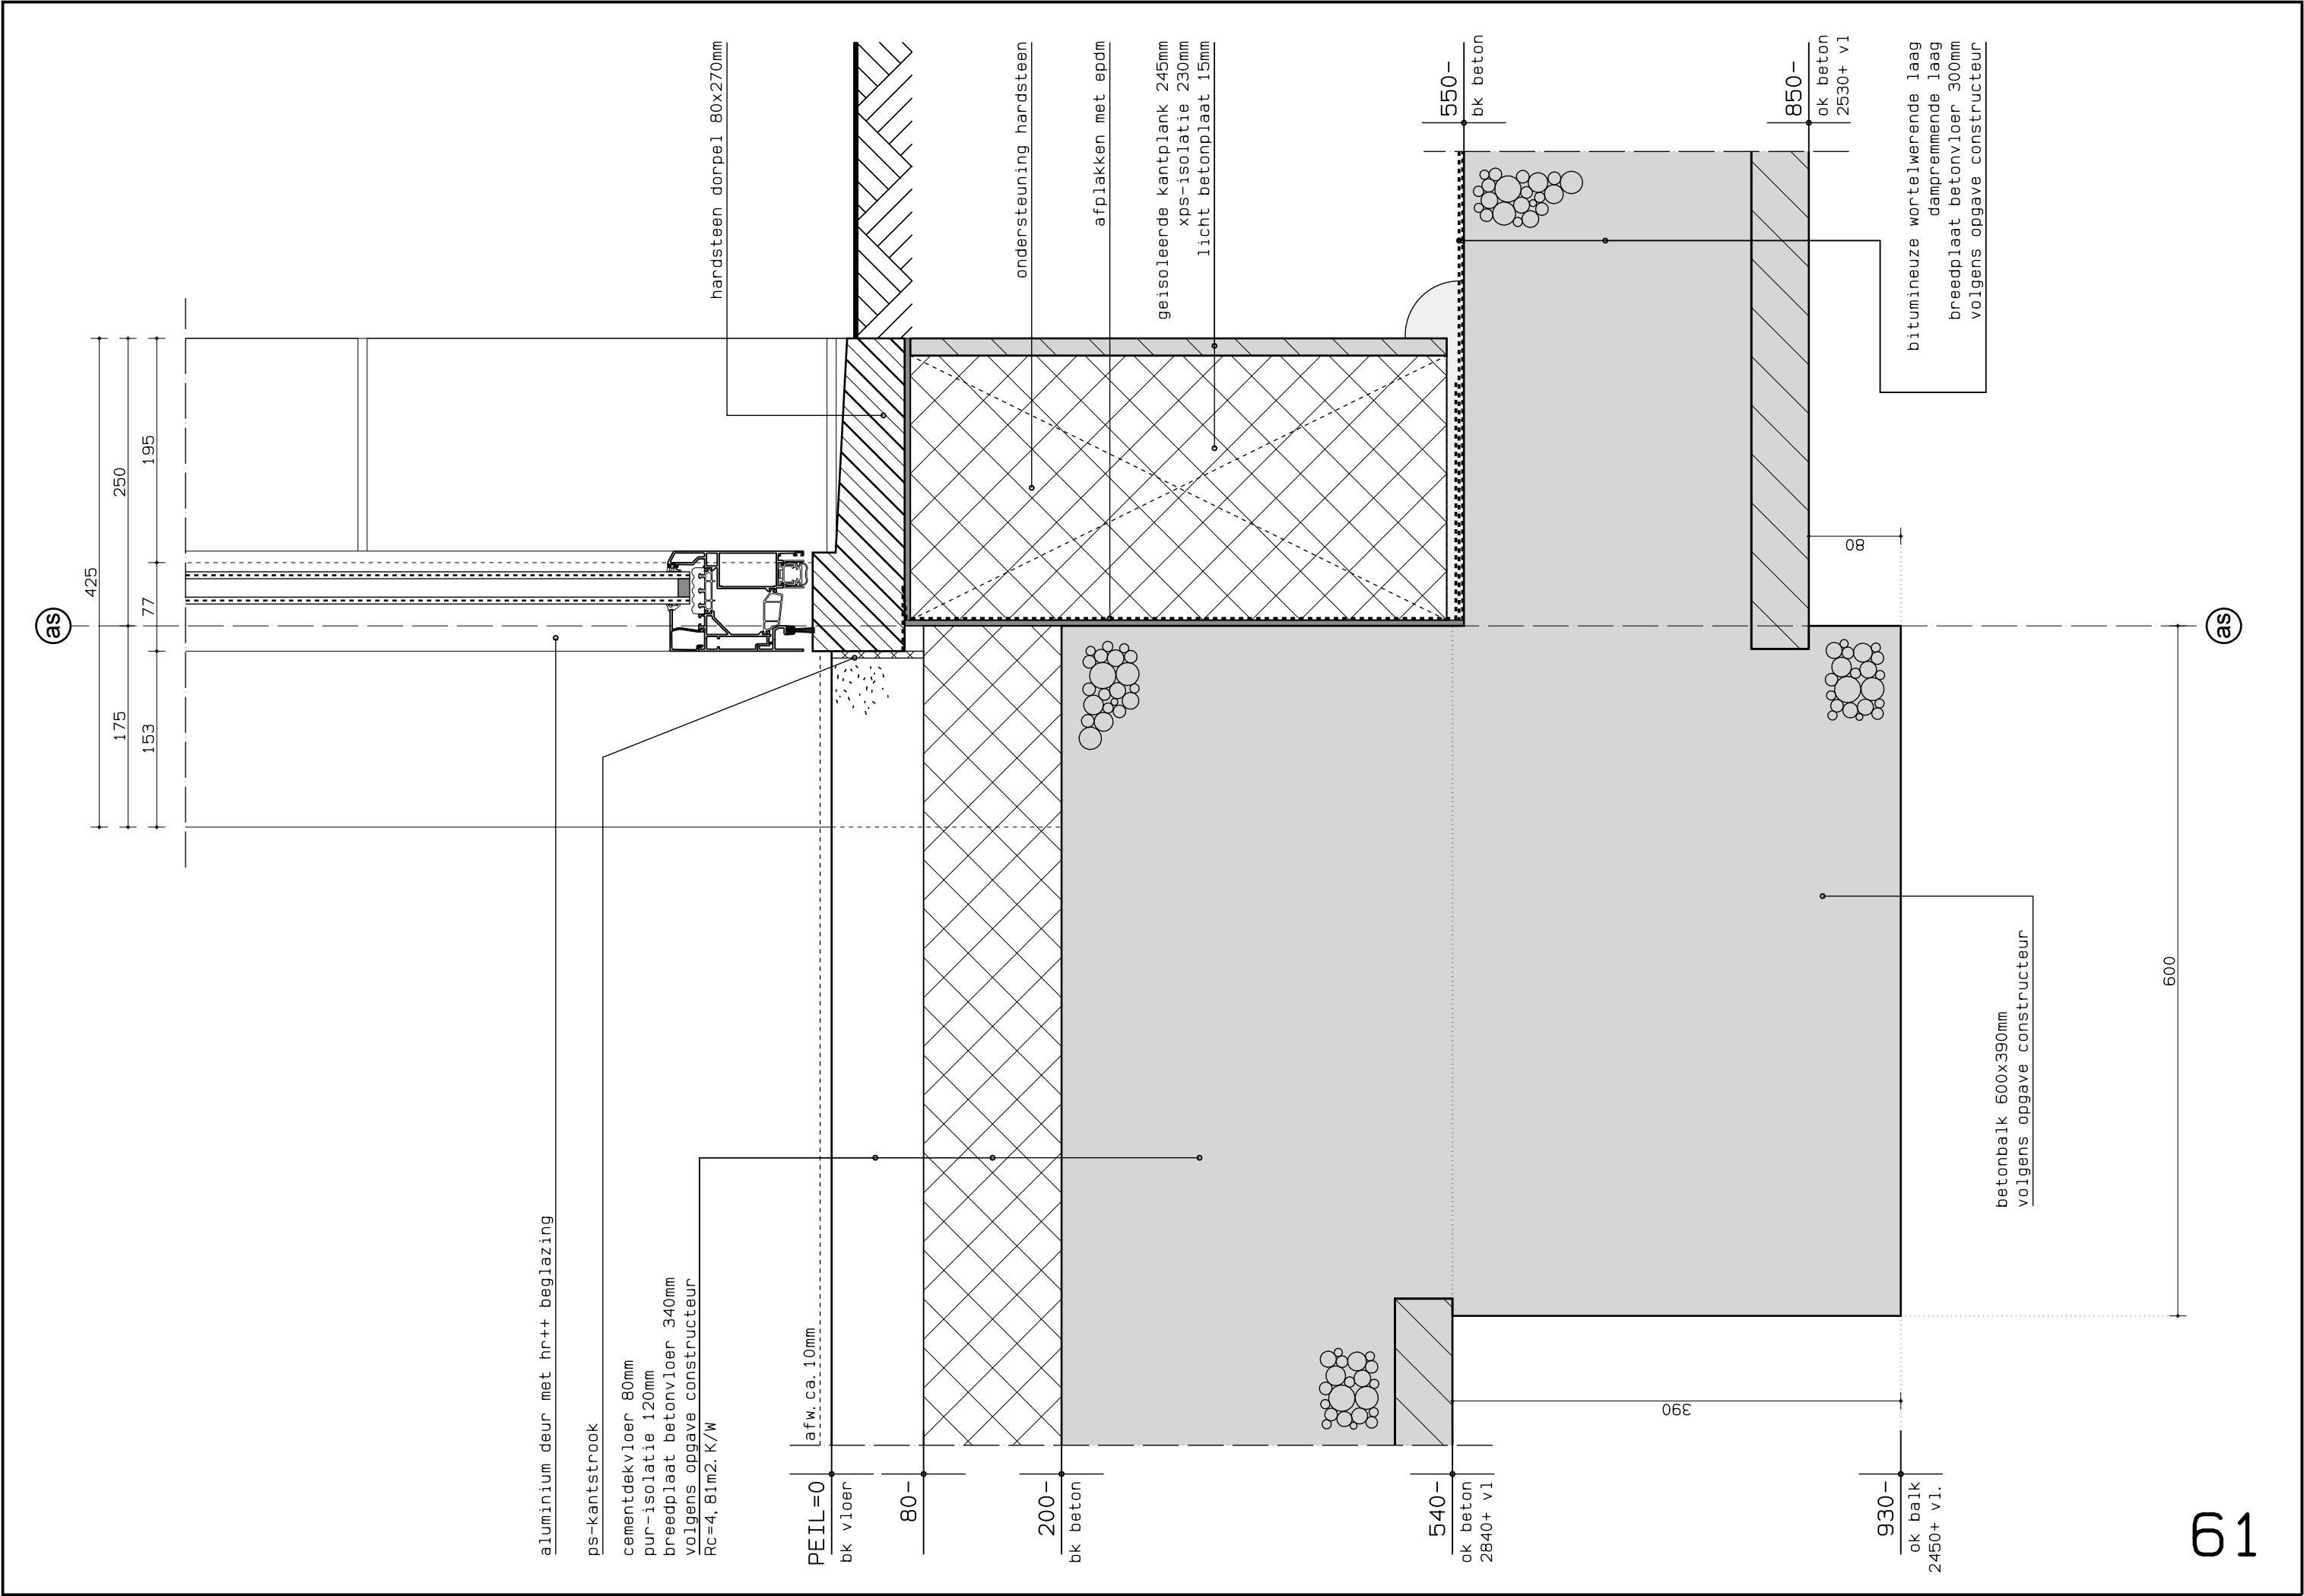 hardsteen dorpel 80x270mm
ondersteuning hardsteen
afplakken met epdm
geisoleerde kantplank 245mm
xps-isolatie 230mm
licht betonplaat 15mm
550-
bk beton
850-
ok beton
2530+ vl
bitumineuze wortelwerende laag
dampremmende laag
breedplaat betonvloer 300mm
volgens opgave constructeur
425
250
175
195
77
153
as
as
80
600
390
betonbalk 600x390mm
volgens opgave constructeur
aluminium deur met hr++ beglazing
ps-kantstrook
cementdekvloer 80mm
pur-isolatie 120mm
breedplaat betonvloer 340mm
volgens opgave constructeur
Rc=4,81m2.K/W
afw. ca. 10mm
PEIL=0
bk vloer
80-
200-
bk beton
540-
ok beton
2840+ vl
930-
ok balk
2450+ vl.
61